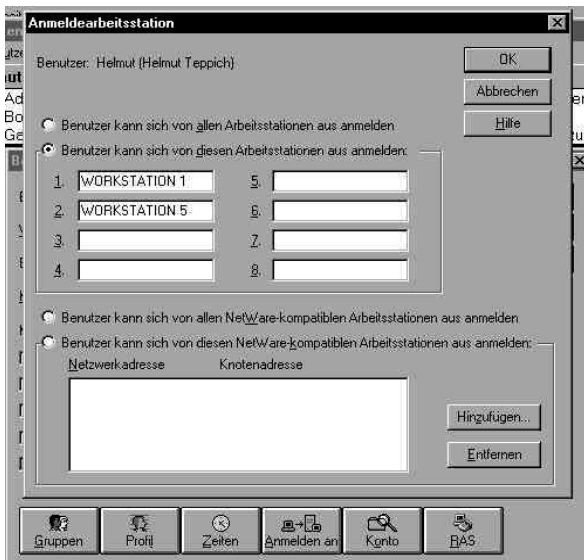 Anmeldearbeitsstation
Benutzer: Helmut (Helmut Teppich)
OK
Abbrechen
Hilfe
Benutzer kann sich von allen Arbeitsstationen aus anmelden
Benutzer kann sich von diesen Arbeitsstationen aus anmelden:
1. WORKSTATION 1 5.
2. WORKSTATION 5 6.
3. 7.
4. 8.
Benutzer kann sich von allen NetWare-kompatiblen Arbeitsstationen aus anmelden
Benutzer kann sich von diesen NetWare-kompatiblen Arbeitsstationen aus anmelden:
Netzwerkadresse Knotenadresse
Hinzufügen...
Entfernen
Gruppen Profil Zeiten Anmelden an Konto RAS